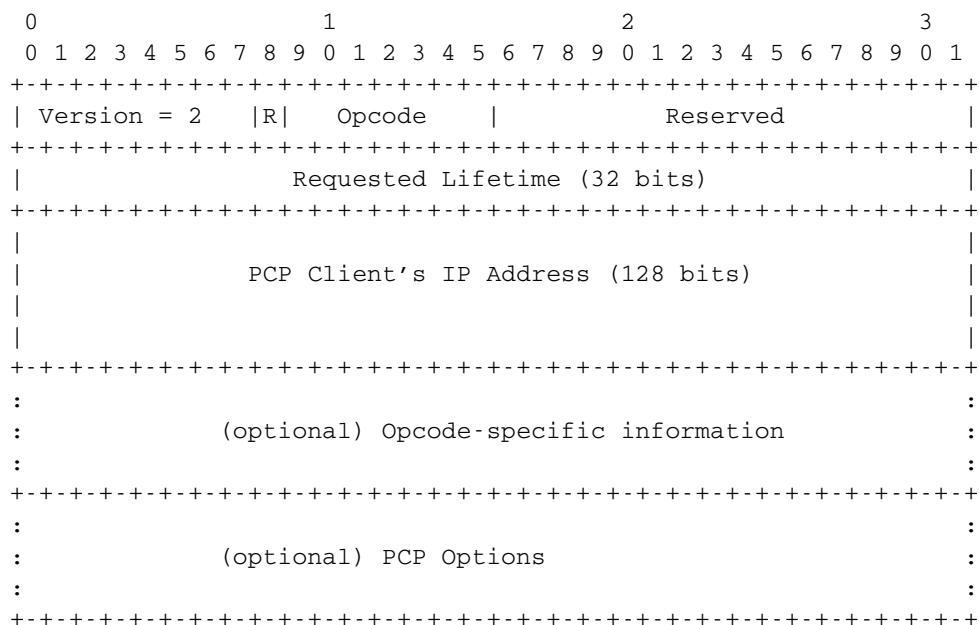 0                   1                   2                   3
 0 1 2 3 4 5 6 7 8 9 0 1 2 3 4 5 6 7 8 9 0 1 2 3 4 5 6 7 8 9 0 1
+-+-+-+-+-+-+-+-+-+-+-+-+-+-+-+-+-+-+-+-+-+-+-+-+-+-+-+-+-+-+-+-+
| Version = 2   |R|   Opcode    |           Reserved            |
+-+-+-+-+-+-+-+-+-+-+-+-+-+-+-+-+-+-+-+-+-+-+-+-+-+-+-+-+-+-+-+-+
|                  Requested Lifetime (32 bits)                 |
+-+-+-+-+-+-+-+-+-+-+-+-+-+-+-+-+-+-+-+-+-+-+-+-+-+-+-+-+-+-+-+-+
|                                                               |
|               PCP Client's IP Address (128 bits)              |
|                                                               |
|                                                               |
+-+-+-+-+-+-+-+-+-+-+-+-+-+-+-+-+-+-+-+-+-+-+-+-+-+-+-+-+-+-+-+-+
:                                                               :
:             (optional) Opcode-specific information            :
:                                                               :
+-+-+-+-+-+-+-+-+-+-+-+-+-+-+-+-+-+-+-+-+-+-+-+-+-+-+-+-+-+-+-+-+
:                                                               :
:             (optional) PCP Options                            :
:                                                               :
+-+-+-+-+-+-+-+-+-+-+-+-+-+-+-+-+-+-+-+-+-+-+-+-+-+-+-+-+-+-+-+-+